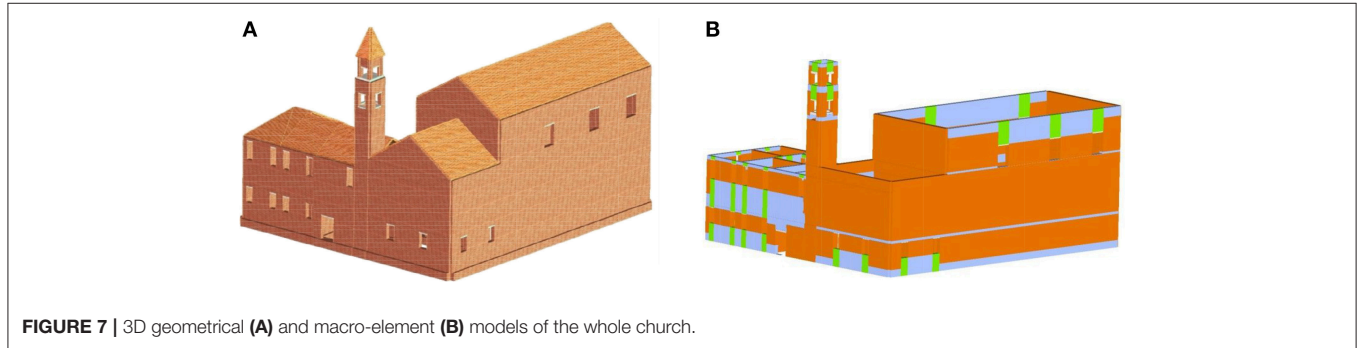 A
B
FIGURE 7 | 3D geometrical (A) and macro-element (B) models of the whole church.